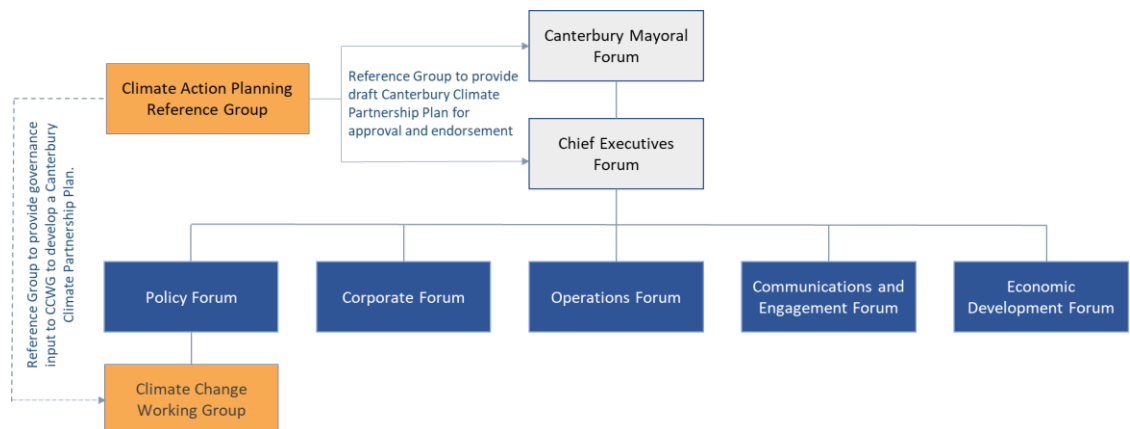 Canterbury Mayoral
Forum
Climate Action Planning
Reference Group
Reference Group to provide
draft Canterbury Climate
Partnership Plan for
approval and endorsement
Chief Executives
Forum
Reference Group to provide governance
input to CCWG to develop a Canterbury
Climate Partnership Plan.
Policy Forum
Corporate Forum
Operations Forum
Communications and
Engagement Forum
Economic
Development Forum
Climate Change
Working Group